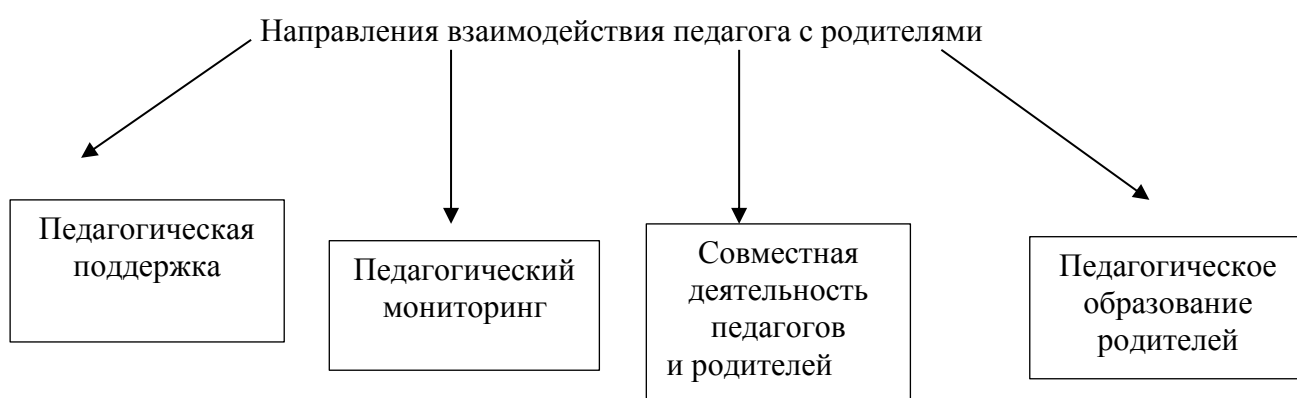 Направления взаимодействия педагога с родителями
Педагогическая
поддержка
Педагогический
мониторинг
Совместная
деятельность
педагогов
и родителей
Педагогическое
образование
родителей